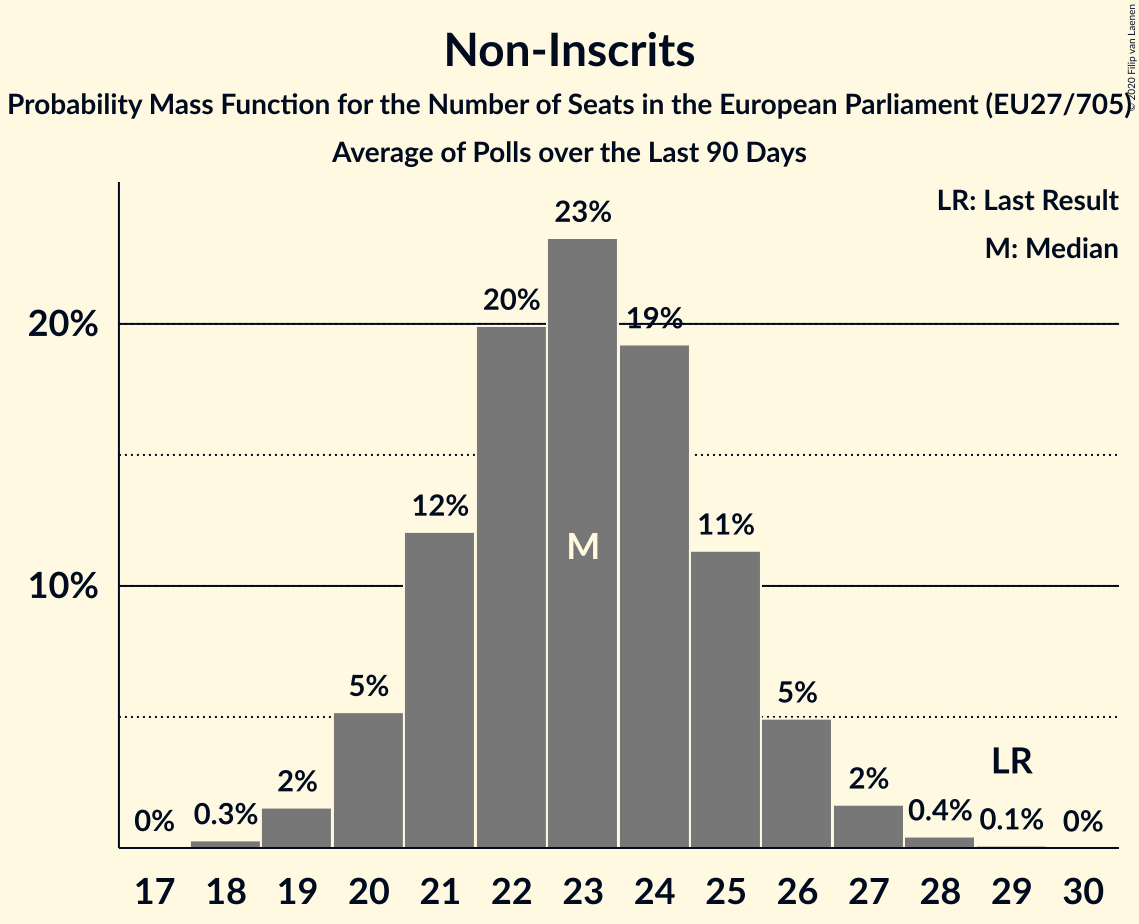 Non-Inscrits
Probability Mass Function for the Number of Seats in the European Parliament (EU27/705)
Average of Polls over the Last 90 Days
© 2020 Filip van Laenen
LR: Last Result
M: Median
20%
10%
0%
0.3%
2%
5%
12%
20%
23%
19%
11%
5%
2%
0.4%
0.1%
0%
M
LR
17 18 19 20 21 22 23 24 25 26 27 28 29 30